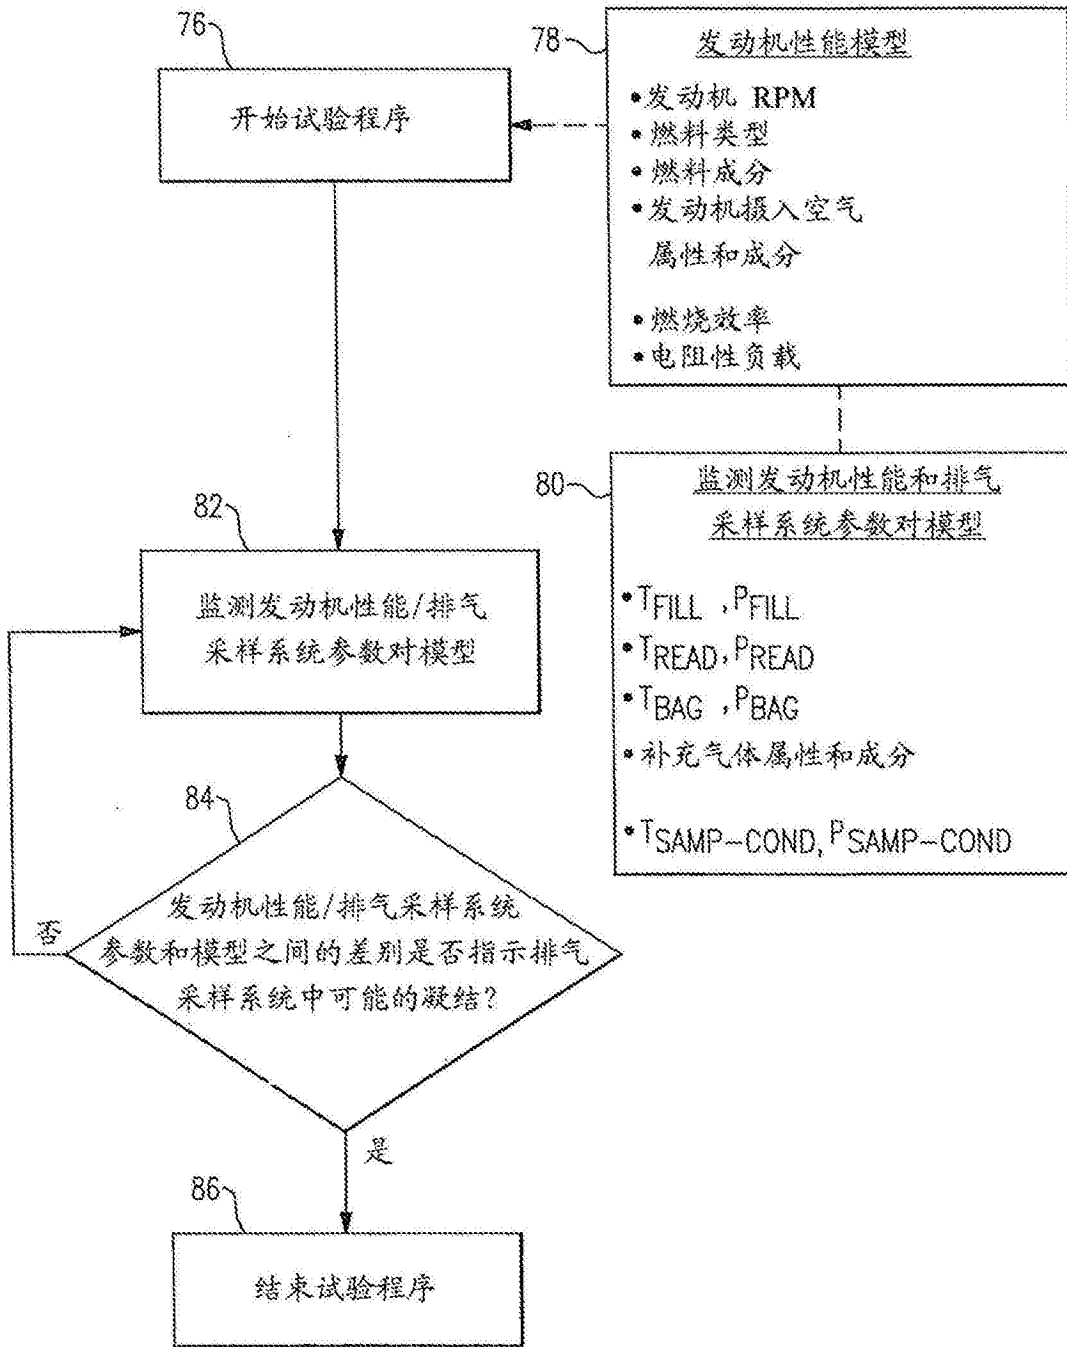 76
开始试验程序
78
发动机性能模型
•发动机 RPM
•燃料类型
•燃料成分
•发动机摄入空气
属性和成分
•燃烧效率
•电阻性负载
80
监测发动机性能和排气
采样系统参数对模型
•TFILL ,PFILL
•TREAD,PREAD
•TBAG ,PBAG
•补充气体属性和成分
•TSAMP-COND,PSAMP-COND
82
监测发动机性能/排气
采样系统参数对模型
84
发动机性能/排气采样系统
参数和模型之间的差别是否指示排气
采样系统中可能的凝结?
否
是
86
结束试验程序